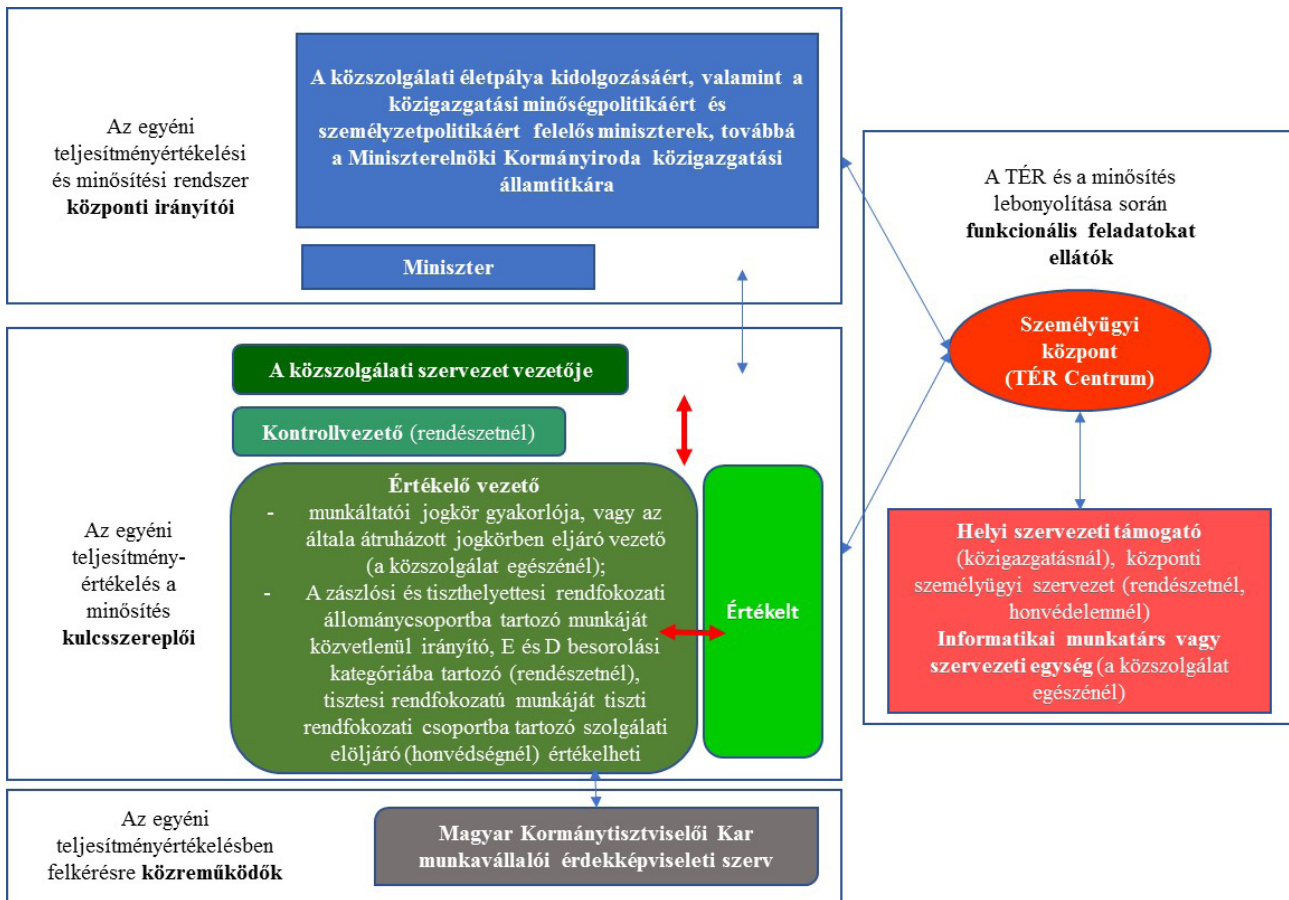 Az egyéni
teljesítményértékelési
és minősítési rendszer
központi irányítói
A közszolgálati életpálya kidolgozásáért, valamint a
közigazgatási minőségpolitikáért és
személyzetpolitikáért felelős miniszterek, továbbá
a Miniszterelnöki Kormányiroda közigazgatási
államtitkára
Miniszter
Az egyéni
teljesítmény-
értékelés a
minősítés
kulcsszereplői
A közszolgálati szervezet vezetője
Kontrollvezető (rendészetnél)
Értékelő vezető
- munkáltatói jogkör gyakorlója, vagy az
általa átruházott jogkörben eljáró vezető
(a közszolgálat egészénél);
- A zászlósi és tiszthelyettesi rendfokozati
állománycsoportba tartozó munkáját
közvetlenül irányító, E és D besorolási
kategóriába tartozó (rendészetnél),
tisztesi rendfokozatú munkáját tiszti
rendfokozati csoportba tartozó szolgálati
elöljáró (honvédségnél) értékelheti
Értékelt
Az egyéni
teljesítményértékelésben
felkérésre közreműködők
Magyar Kormánytisztviselői Kar
munkavállalói érdekképviseleti szerv
A TÉR és a minősítés
lebonyolítása során
funkcionális feladatokat
ellátók
Személyügyi
központ
(TÉR Centrum)
Helyi szervezeti támogató
(közigazgatásnál), központi
személyügyi szervezet (rendészetnél,
honvédelemnél)
Informatikai munkatárs vagy
szervezeti egység (a közszolgálat
egészénél)